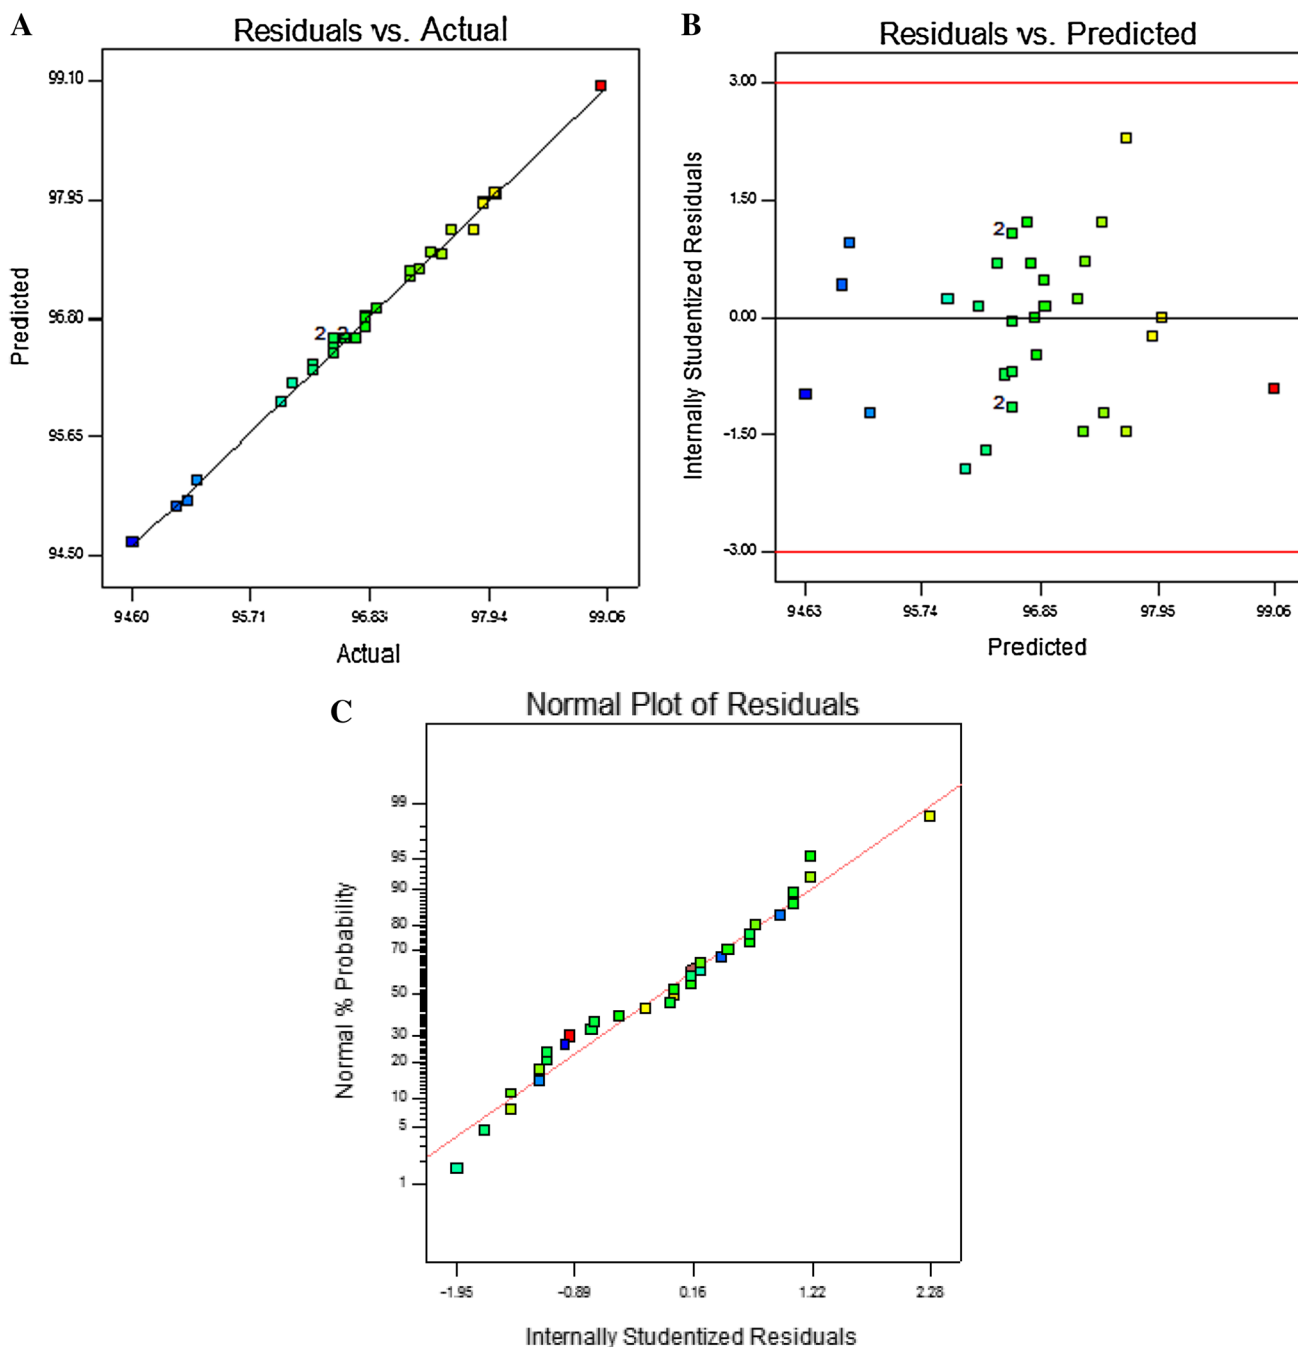 A
Residuals vs. Actual
99.10
97.95
96.80
95.65
94.50
Predicted
2 2
94.60 95.71 96.83 97.94 99.06
Actual
B
Residuals vs. Predicted
3.00
1.50
0.00
-1.50
-3.00
Internally Studentized Residuals
2
2
94.63 95.74 96.85 97.95 99.06
Predicted
C
Normal Plot of Residuals
99
95
90
80
70
50
30
20
10
5
1
Normal % Probability
-1.95 -0.89 0.16 1.22 2.28
Internally Studentized Residuals